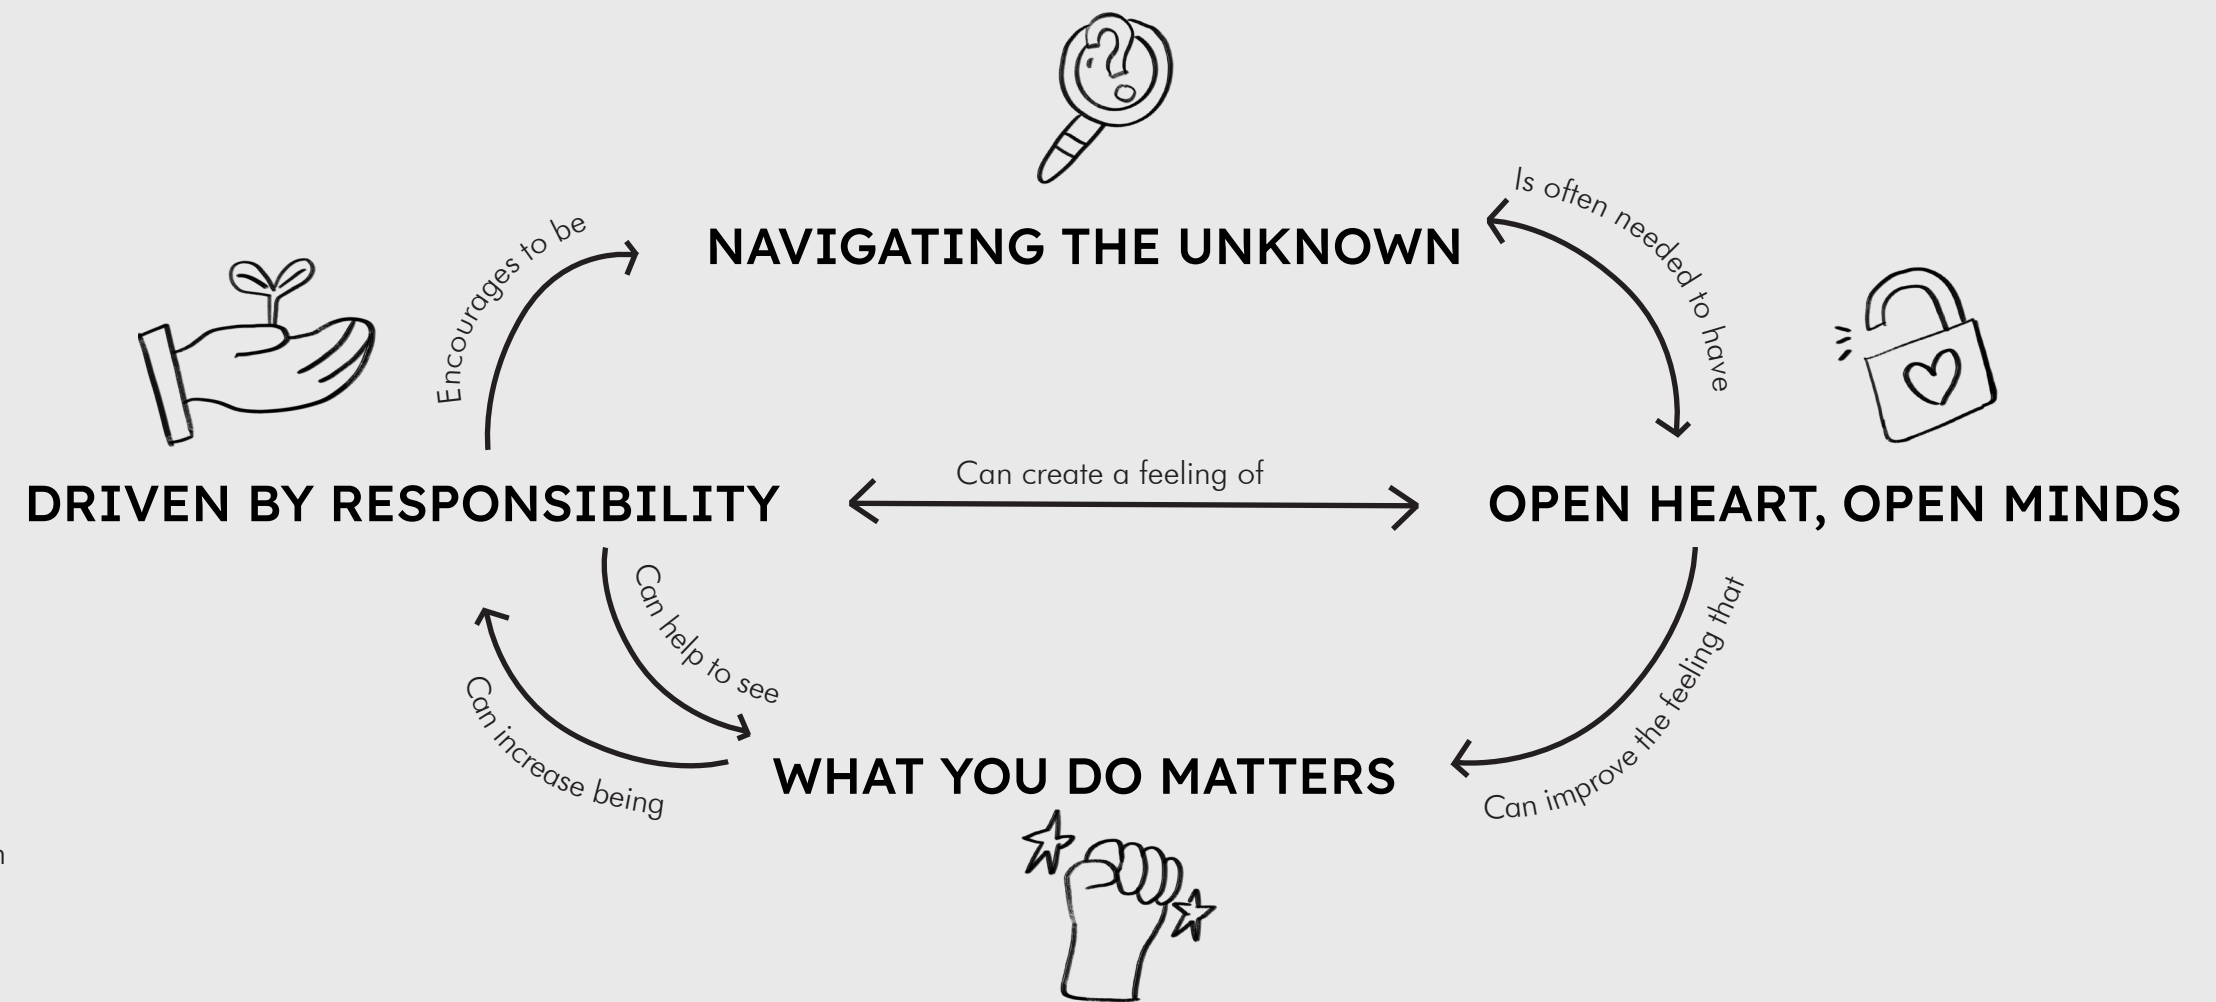 ?
Is often needed to have
Encourages to be
NAVIGATING THE UNKNOWN
Can create a feeling of
DRIVEN BY RESPONSIBILITY
OPEN HEART, OPEN MINDS
Can help to see
Can increase being
Can improve the feeling that
WHAT YOU DO MATTERS